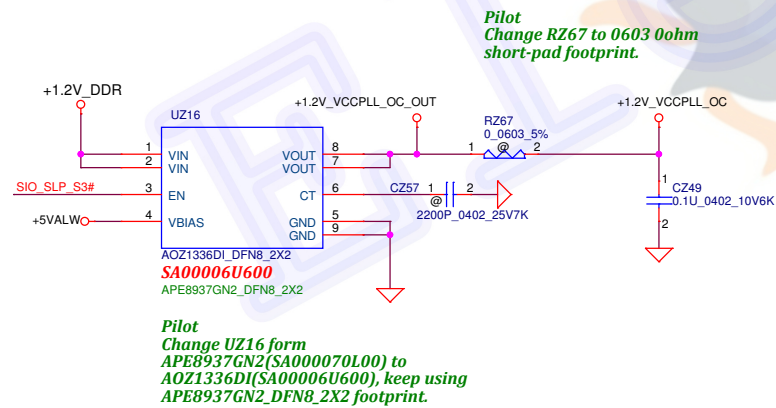 Pilot
Change RZ67 to 0603 0ohm
short-pad footprint.
+1.2V_DDR
UZ16
+1.2V_VCCPLL_OC_OUT
+1.2V_VCCPLL_OC
RZ67
0_0603_5%
1 @ 2
1 VIN VOUT 8
2 VIN VOUT 7
SIO_SLP_S3# 3 EN CT 6 CZ57 1 2
@
2200P_0402_25V7K
1
CZ49
0.1U_0402_10V6K
2
+5VALW 4 VBIAS GND 5
GND 9
AOZ1336DI_DFN8_2X2
SA00006U600
APE8937GN2_DFN8_2X2
Pilot
Change UZ16 form
APE8937GN2(SA000070L00) to
AOZ1336DI(SA00006U600), keep using
APE8937GN2_DFN8_2X2 footprint.